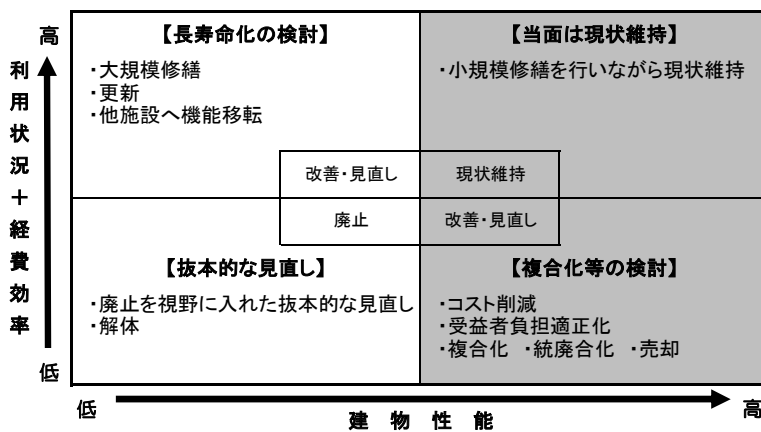 高
利用状況＋経費効率
低
【長寿命化の検討】
・大規模修繕
・更新
・他施設へ機能移転
【当面は現状維持】
・小規模修繕を行いながら現状維持
改善・見直し
現状維持
廃止
改善・見直し
【抜本的な見直し】
・廃止を視野に入れた抜本的な見直し
・解体
【複合化等の検討】
・コスト削減
・受益者負担適正化
・複合化 ・統廃合化 ・売却
低
建物性能
高